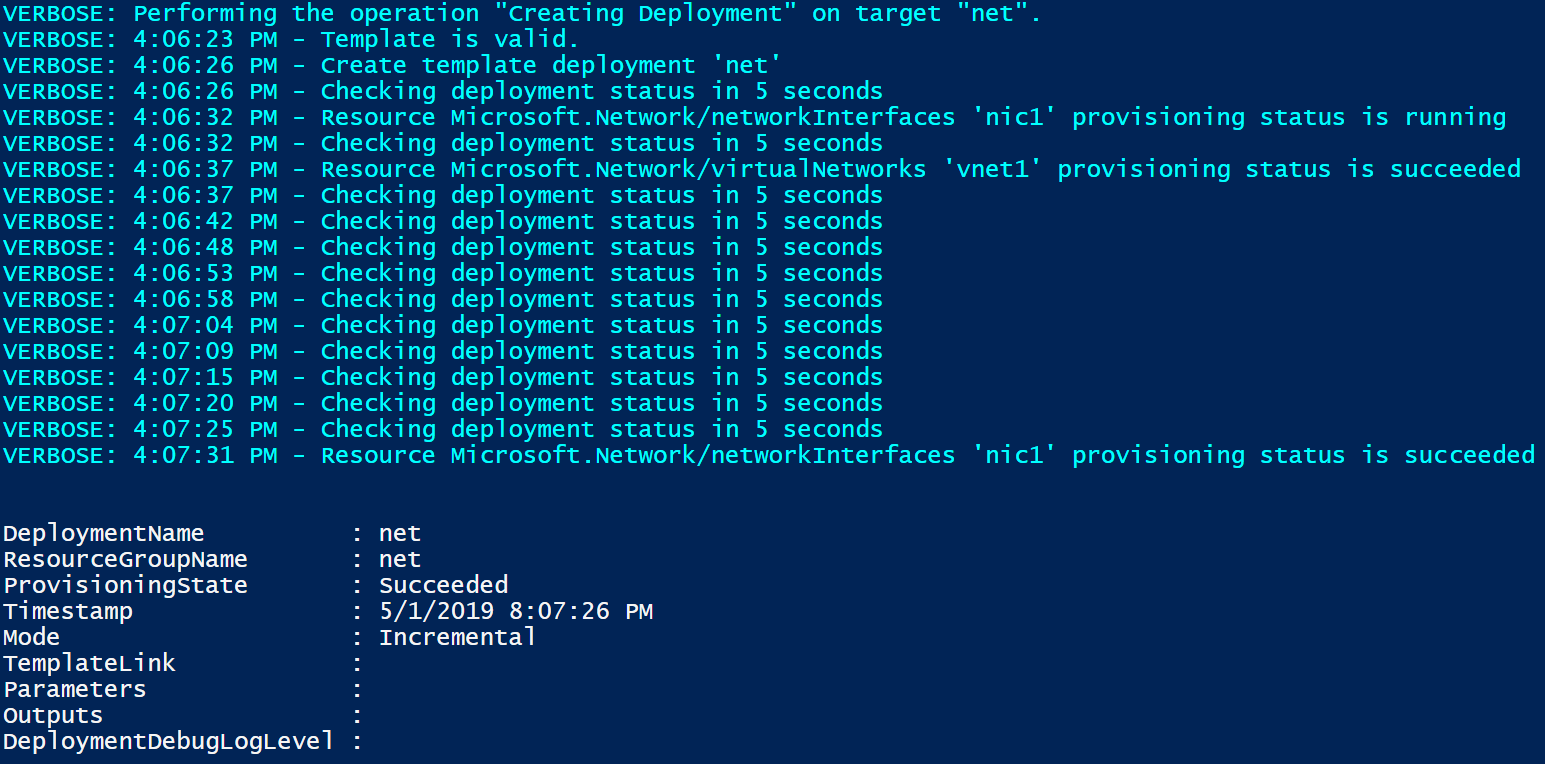 VERBOSE: Performing the operation "Creating Deployment" on target "net".
VERBOSE: 4:06:23 PM - Template is valid.
VERBOSE: 4:06:26 PM - Create template deployment 'net'
VERBOSE: 4:06:26 PM - Checking deployment status in 5 seconds
VERBOSE: 4:06:32 PM - Resource Microsoft.Network/networkInterfaces 'nic1' provisioning status is running
VERBOSE: 4:06:32 PM - Checking deployment status in 5 seconds
VERBOSE: 4:06:37 PM - Resource Microsoft.Network/virtualNetworks 'vnet1' provisioning status is succeeded
VERBOSE: 4:06:37 PM - Checking deployment status in 5 seconds
VERBOSE: 4:06:42 PM - Checking deployment status in 5 seconds
VERBOSE: 4:06:48 PM - Checking deployment status in 5 seconds
VERBOSE: 4:06:53 PM - Checking deployment status in 5 seconds
VERBOSE: 4:06:58 PM - Checking deployment status in 5 seconds
VERBOSE: 4:07:04 PM - Checking deployment status in 5 seconds
VERBOSE: 4:07:09 PM - Checking deployment status in 5 seconds
VERBOSE: 4:07:15 PM - Checking deployment status in 5 seconds
VERBOSE: 4:07:20 PM - Checking deployment status in 5 seconds
VERBOSE: 4:07:25 PM - Checking deployment status in 5 seconds
VERBOSE: 4:07:31 PM - Resource Microsoft.Network/networkInterfaces 'nic1' provisioning status is succeeded
DeploymentName          : net
ResourceGroupName       : net
ProvisioningState       : Succeeded
Timestamp               : 5/1/2019 8:07:26 PM
Mode                    : Incremental
TemplateLink            :
Parameters              :
Outputs                 :
DeploymentDebugLogLevel :